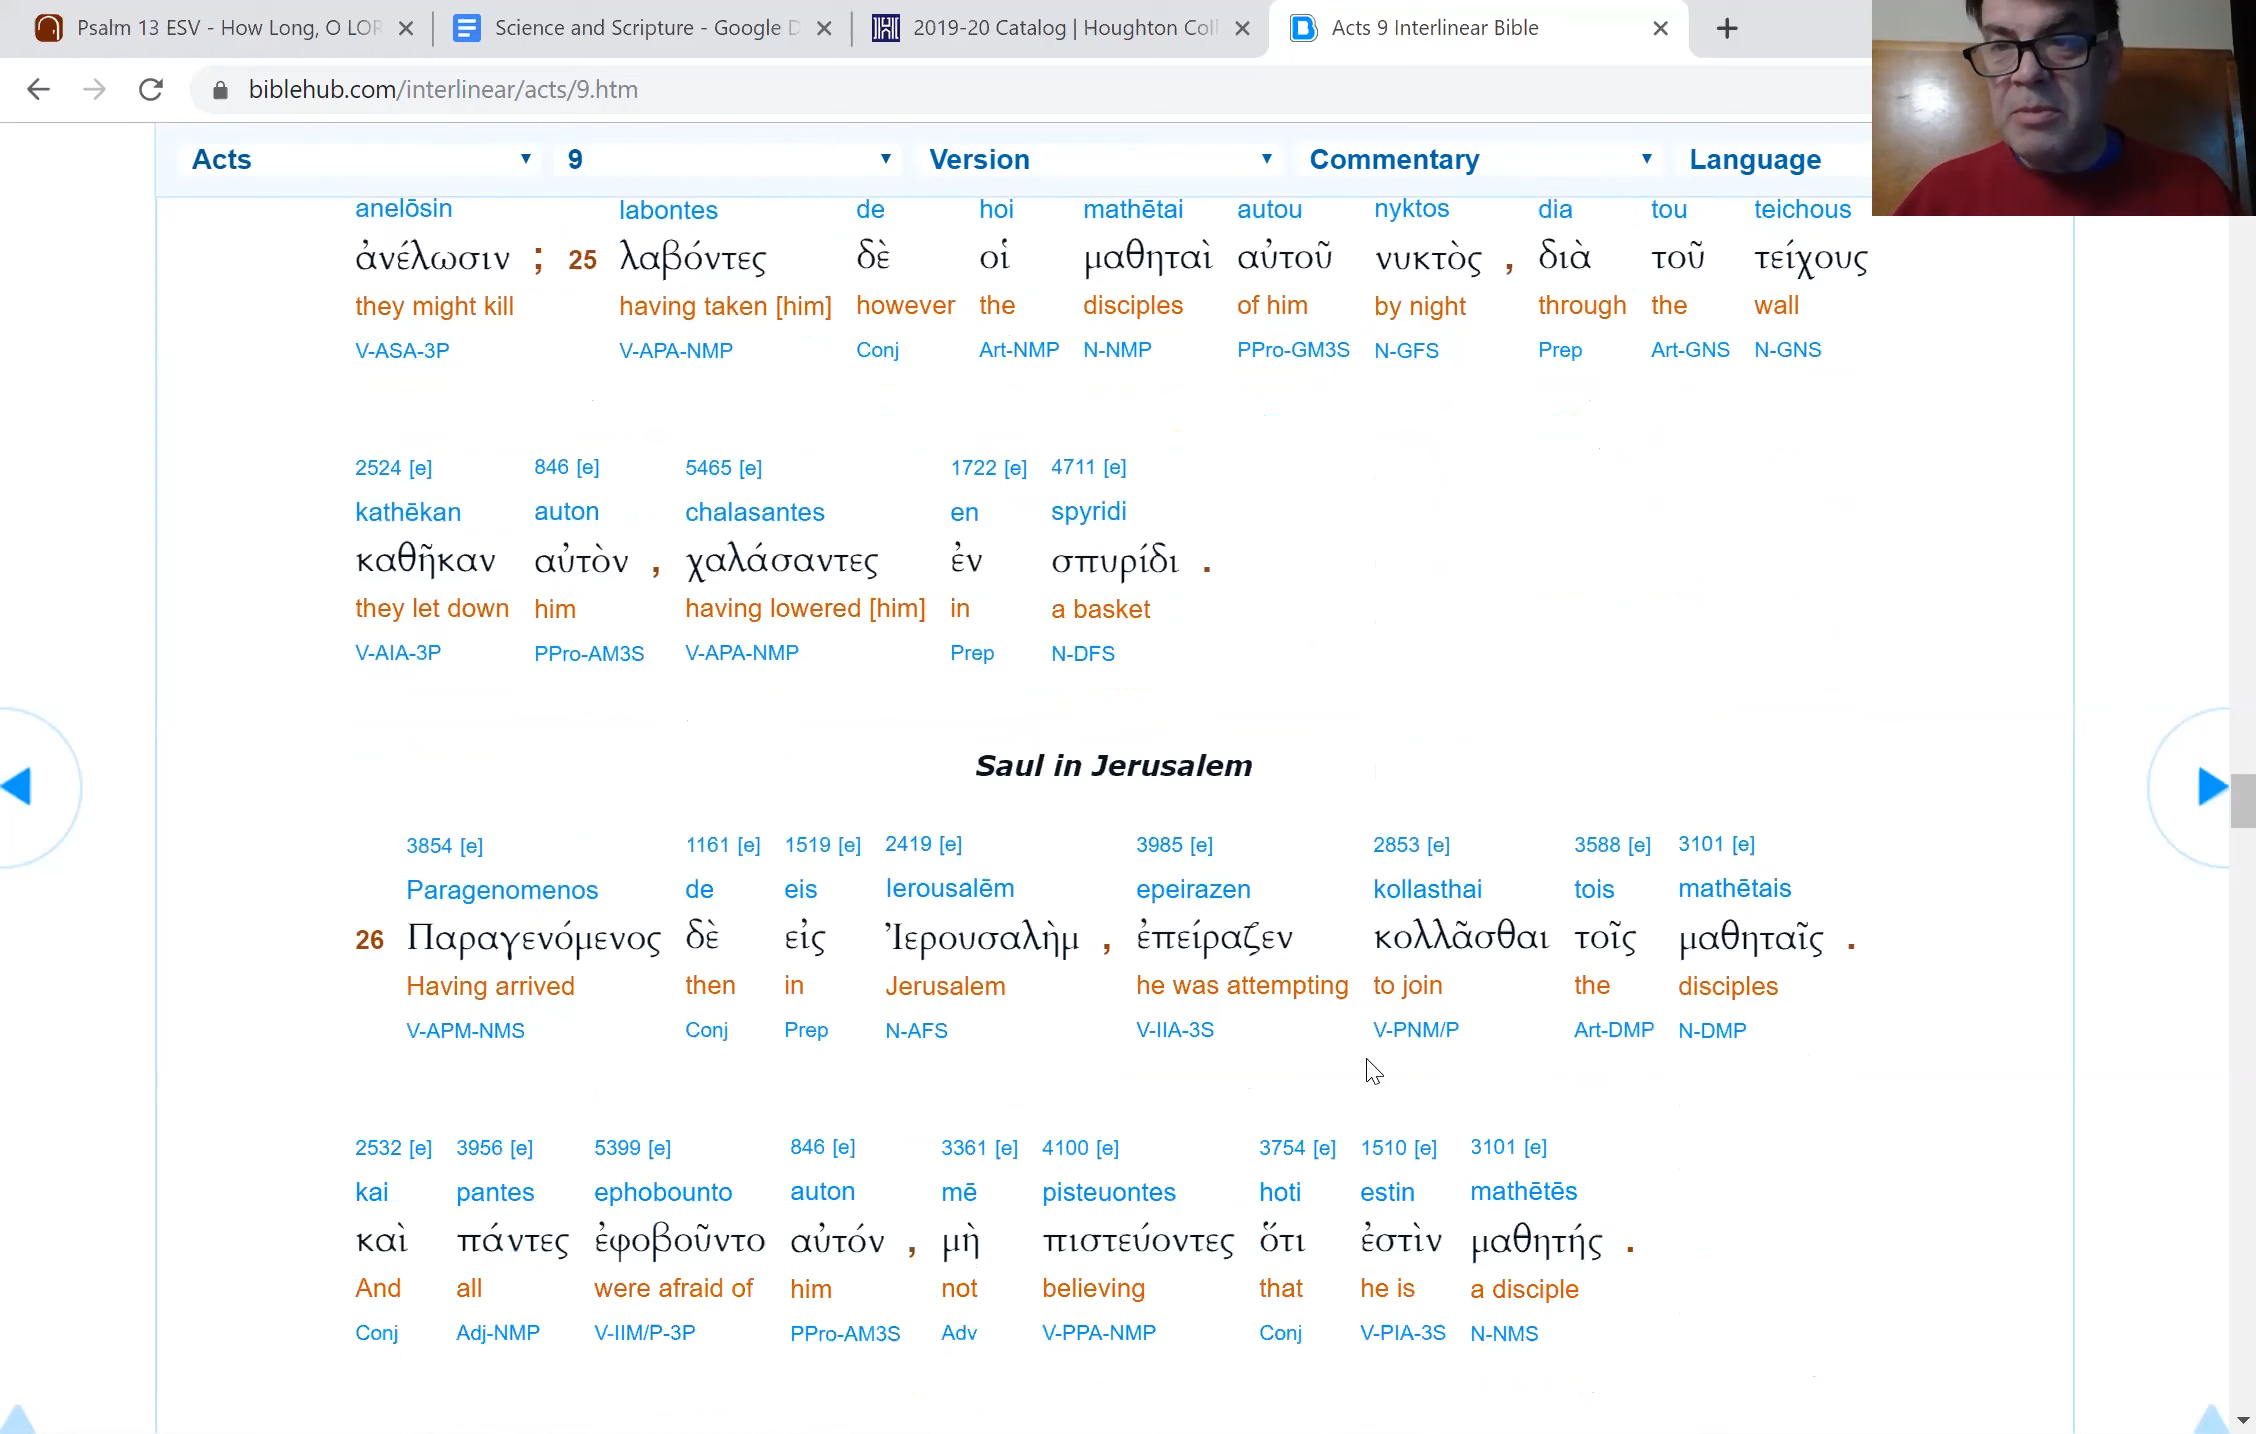 Psalm 13 ESV - How Long, O LOR
Science and Scripture - Google D
2019-20 Catalog | Houghton Coll
Acts 9 Interlinear Bible
biblehub.com/interlinear/acts/9.htm
Acts 9 Version Commentary Language
anelōsin labontes de hoi mathētai autou nyktos dia tou teichous
ἀνέλωσιν ; 25 λαβόντες δὲ οἱ μαθηταὶ αὐτοῦ νυκτὸς , διὰ τοῦ τείχους
they might kill having taken [him] however the disciples of him by night through the wall
V-ASA-3P V-APA-NMP Conj Art-NMP N-NMP PPro-GM3S N-GFS Prep Art-GNS N-GNS
2524 [e] 846 [e] 5465 [e] 1722 [e] 4711 [e]
kathēkan auton chalasantes en spyridi
καθῆκαν αὐτὸν , χαλάσαντες ἐν σπυρίδι .
they let down him having lowered [him] in a basket
V-AIA-3P PPro-AM3S V-APA-NMP Prep N-DFS
Saul in Jerusalem
3854 [e] 1161 [e] 1519 [e] 2419 [e] 3985 [e] 2853 [e] 3588 [e] 3101 [e]
Paragenomenos de eis Ierousalēm epeirazen kollasthai tois mathētais
26 Παραγενόμενος δὲ εἰς Ἰερουσαλὴμ , ἐπείραζεν κολλᾶσθαι τοῖς μαθηταῖς .
Having arrived then in Jerusalem he was attempting to join the disciples
V-APM-NMS Conj Prep N-AFS V-IIA-3S V-PNM/P Art-DMP N-DMP
2532 [e] 3956 [e] 5399 [e] 846 [e] 3361 [e] 4100 [e] 3754 [e] 1510 [e] 3101 [e]
kai pantes ephobounto auton mē pisteuontes hoti estin mathētēs
καὶ πάντες ἐφοβοῦντο αὐτόν , μὴ πιστεύοντες ὅτι ἐστὶν μαθητής .
And all were afraid of him not believing that he is a disciple
Conj Adj-NMP V-IIM/P-3P PPro-AM3S Adv V-PPA-NMP Conj V-PIA-3S N-NMS